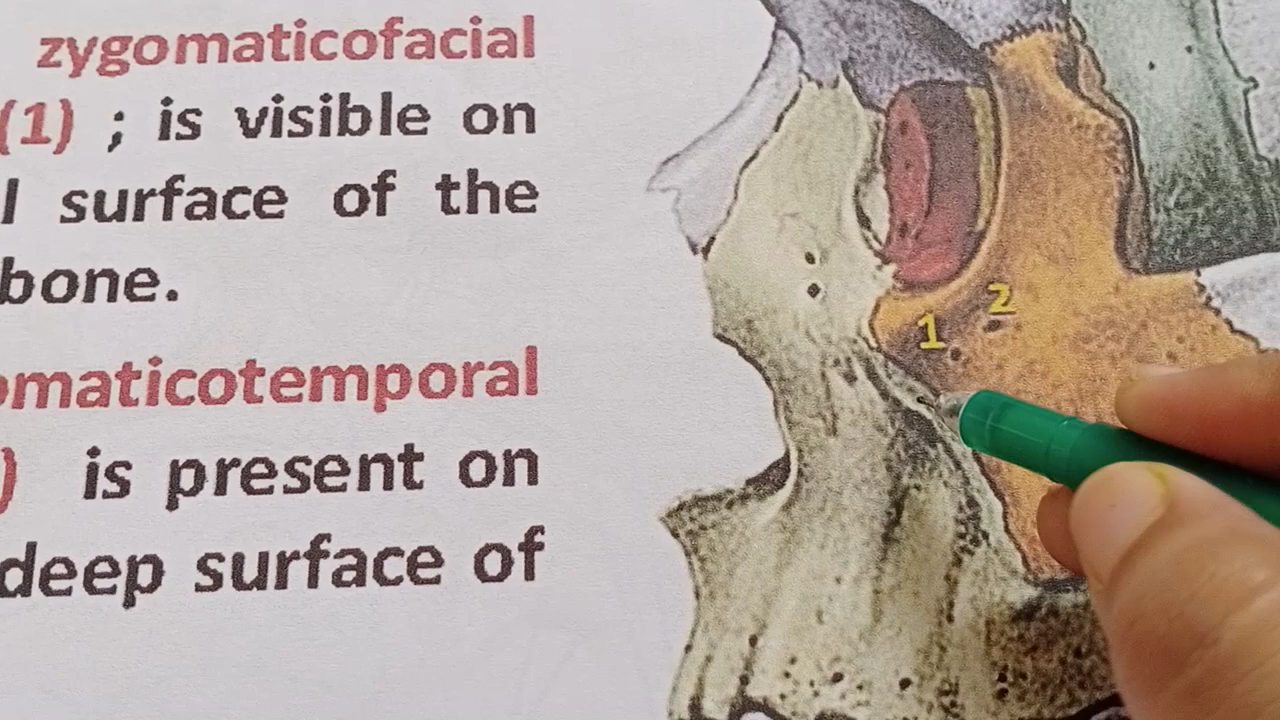 zygomaticofacial
(1) ; is visible on
l surface of the
bone.
omaticotemporal
) is present on
deep surface of
1
2